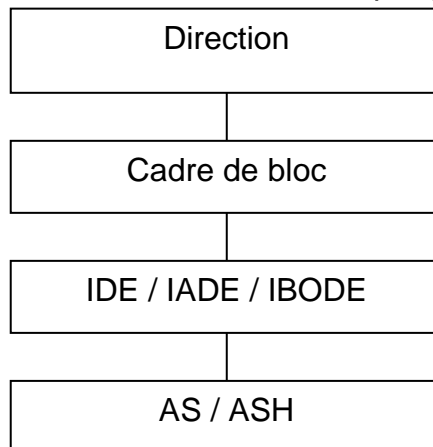 Direction
Cadre de bloc
IDE / IADE / IBODE
AS / ASH